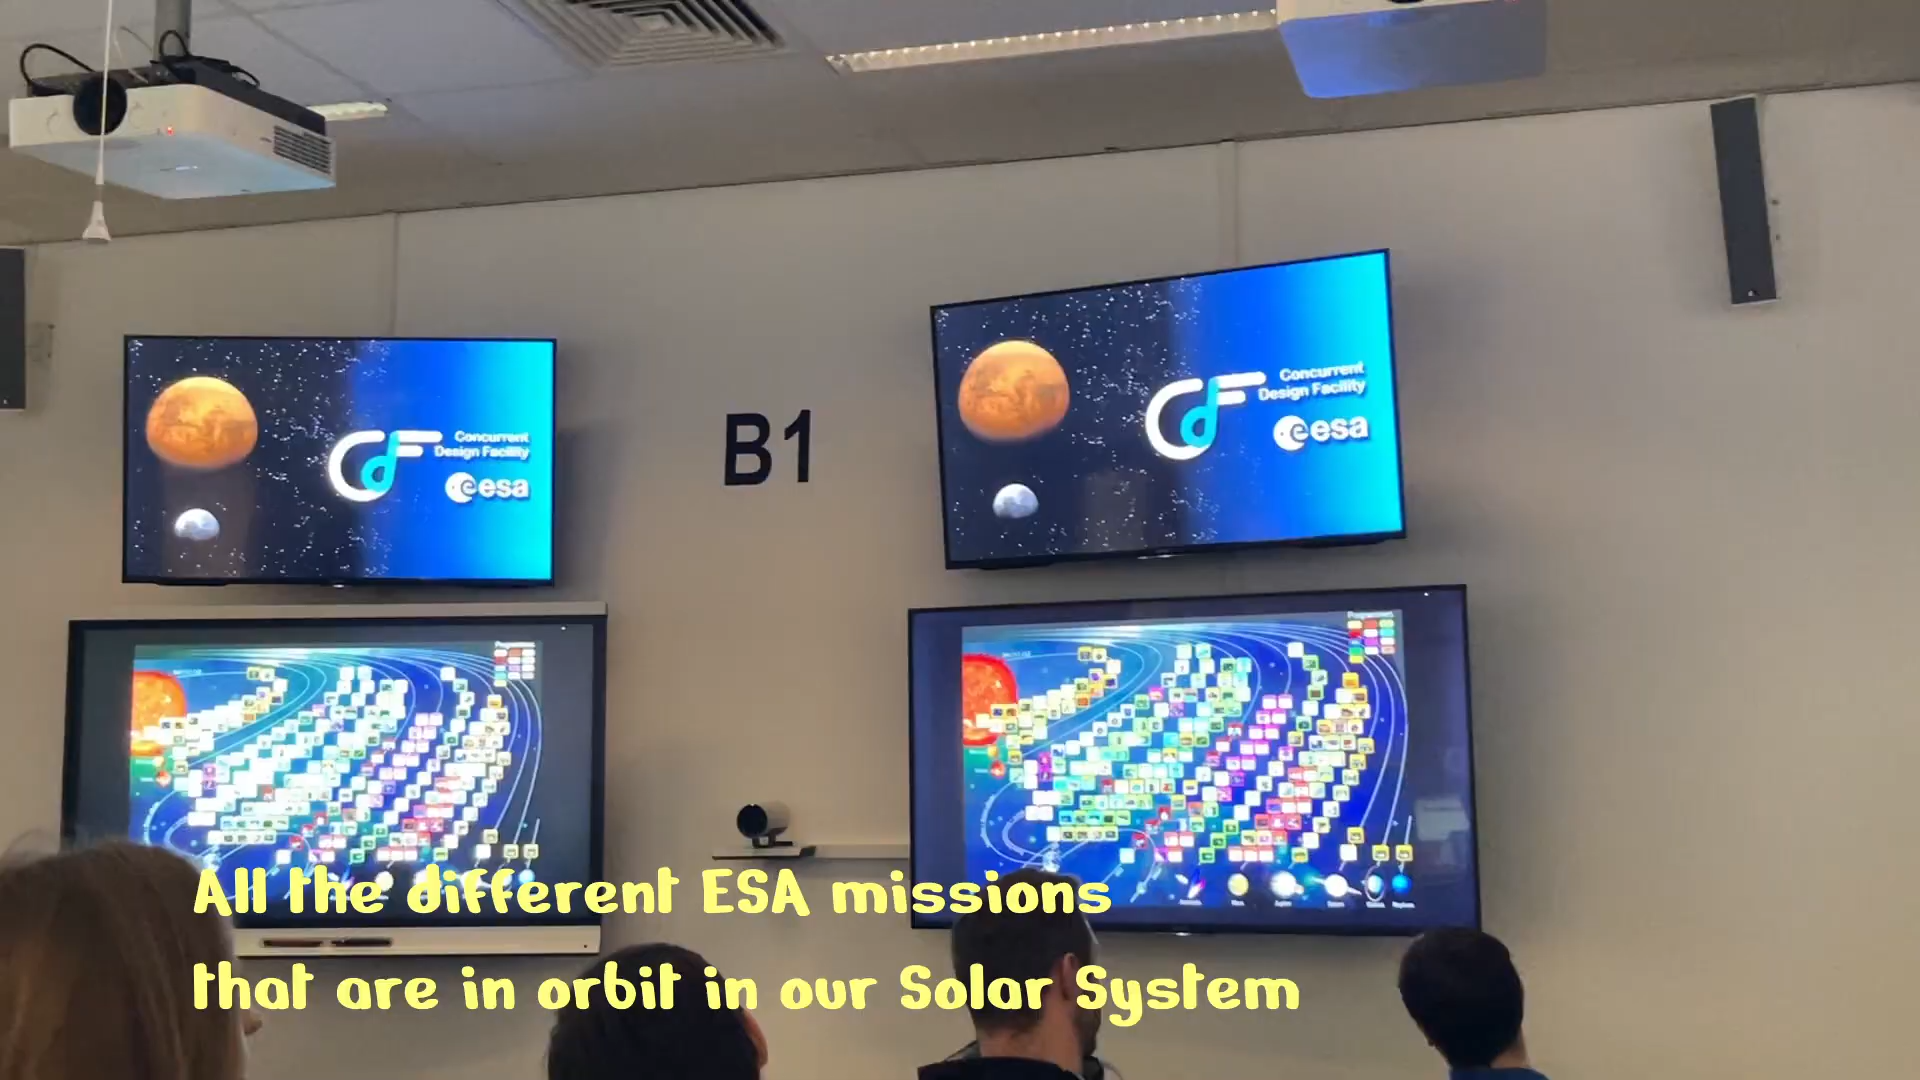 Concurrent
Design Facility
esa
B1
Concurrent
Design Facility
esa
All the different ESA missions
that are in orbit in our Solar System